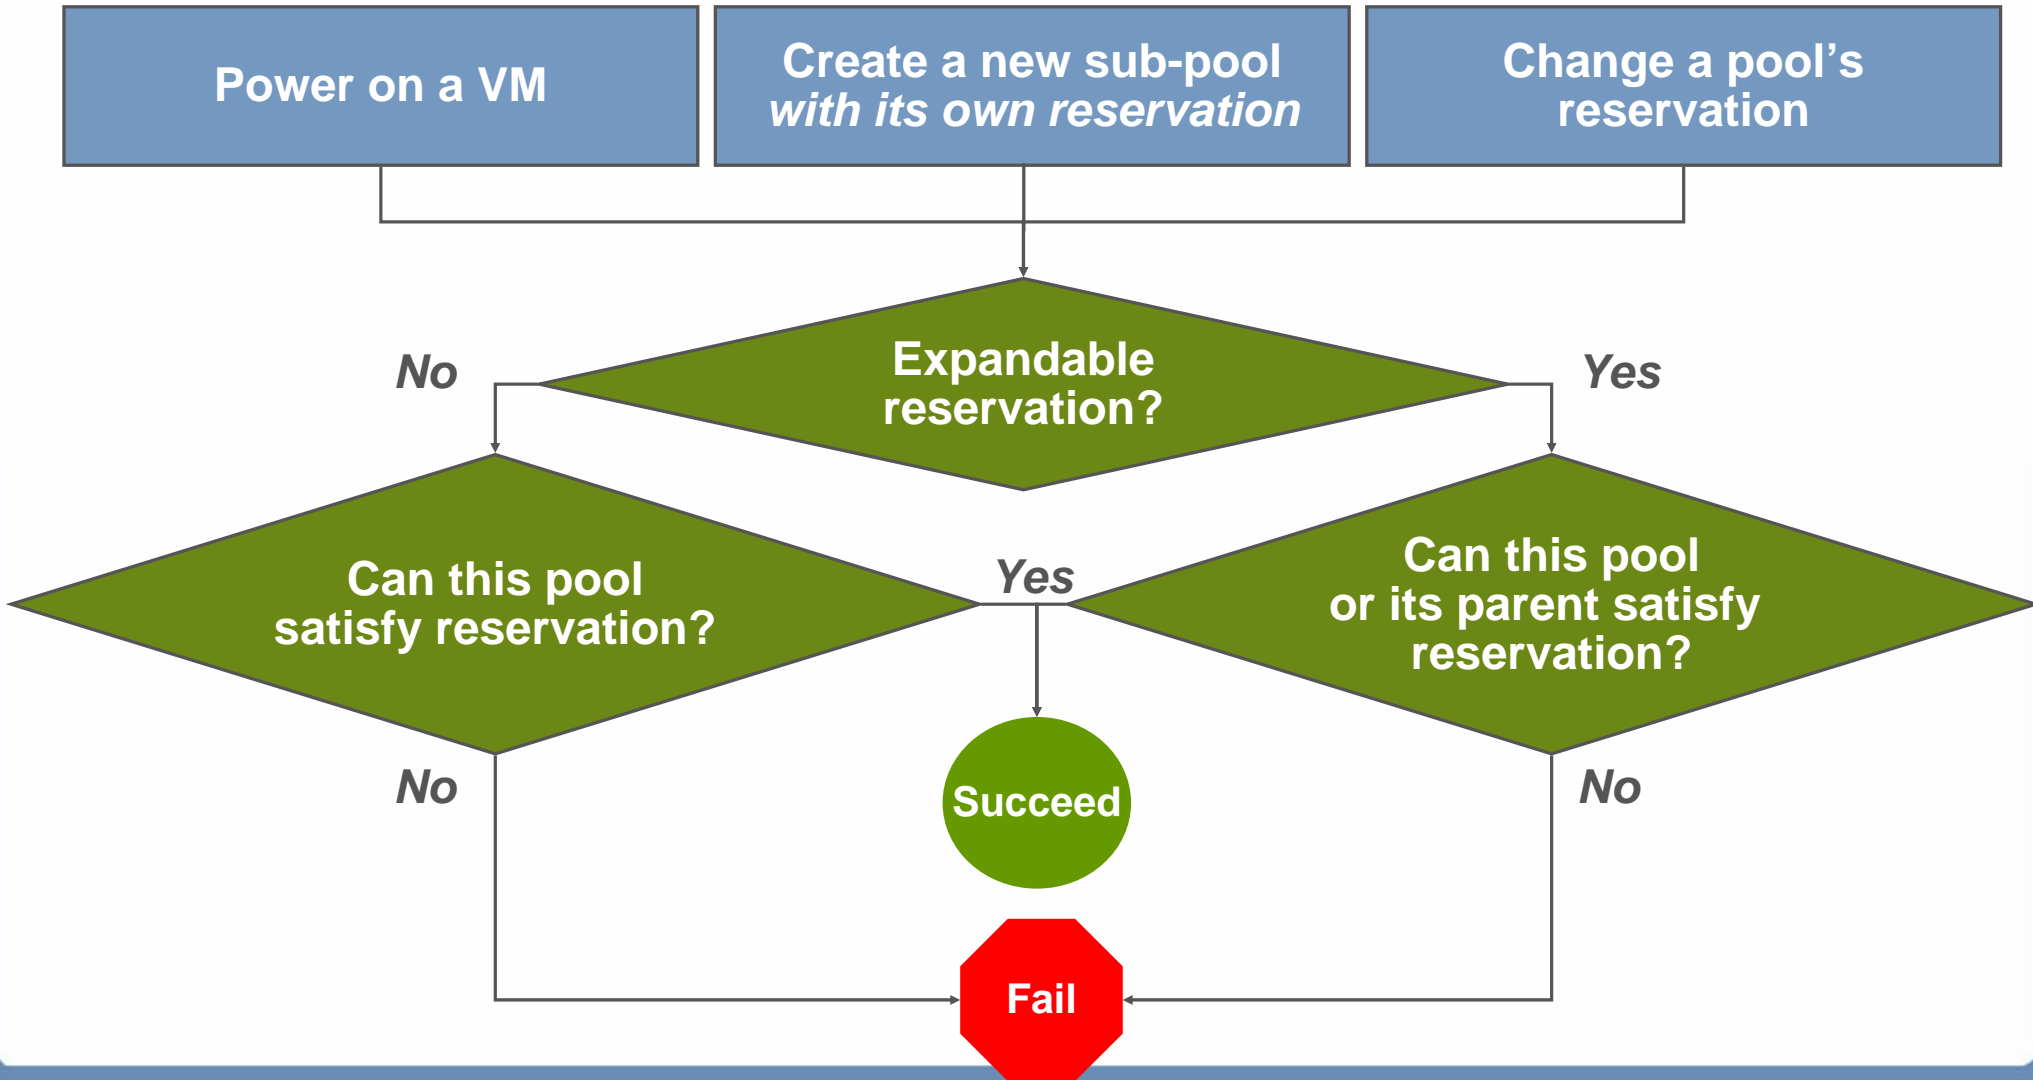 Power on a VM
Create a new sub-pool
with its own reservation
Change a pool’s
reservation
Expandable
reservation?
No
Yes
Can this pool
satisfy reservation?
Yes
Can this pool
or its parent satisfy
reservation?
No
Succeed
No
Fail